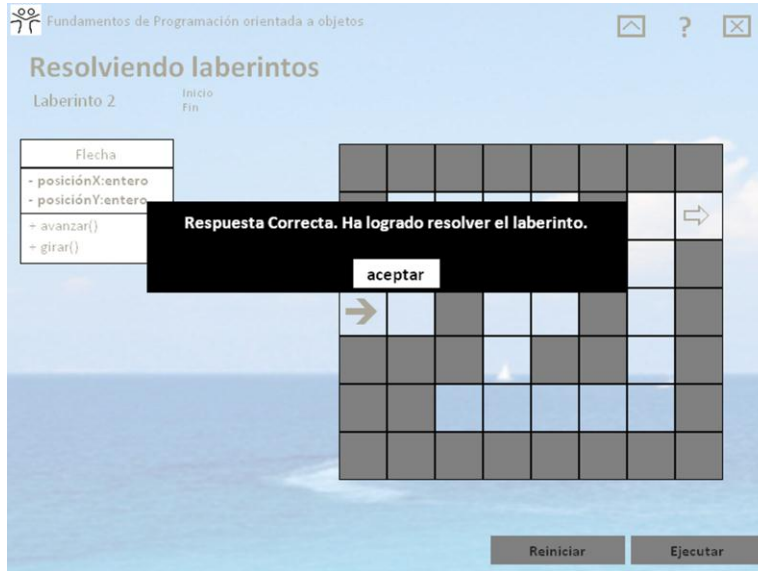 Fundamentos de Programación orientada a objetos
?
Resolviendo laberintos
Laberinto 2
Inicio
Fin
Flecha
- posiciónX:entero
- posiciónY:entero
+ avanzar()
+ girar()
Respuesta Correcta. Ha logrado resolver el laberinto.
aceptar
Reiniciar
Ejecutar